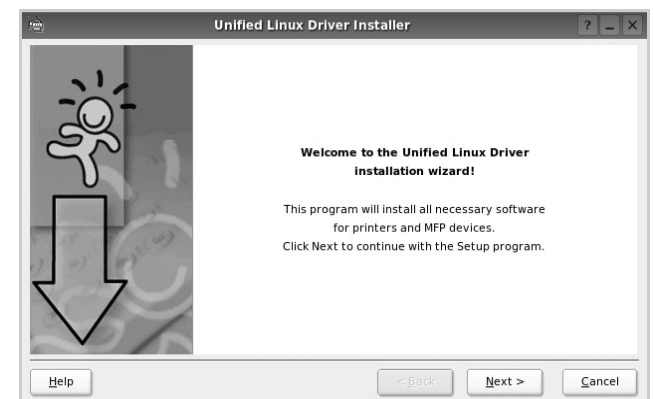 Unified Linux Driver Installer
Welcome to the Unified Linux Driver
installation wizard!
This program will install all necessary software
for printers and MFP devices.
Click Next to continue with the Setup program.
Help
< Back
Next >
Cancel